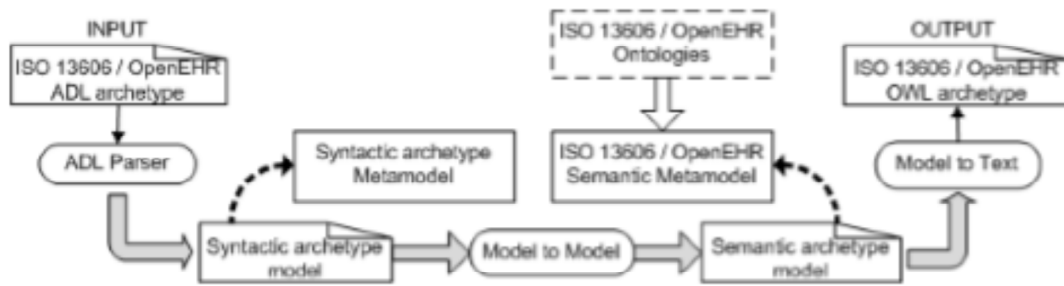 INPUT
ISO 13606 / OpenEHR
ADL archetype
ADL Parser
Syntactic archetype
Metamodel
ISO 13606 / OpenEHR
Ontologies
ISO 13606 / OpenEHR
Semantic Metamodel
OUTPUT
ISO 13606 / OpenEHR
OWL archetype
Model to Text
Syntactic archetype
model
Model to Model
Semantic archetype
model